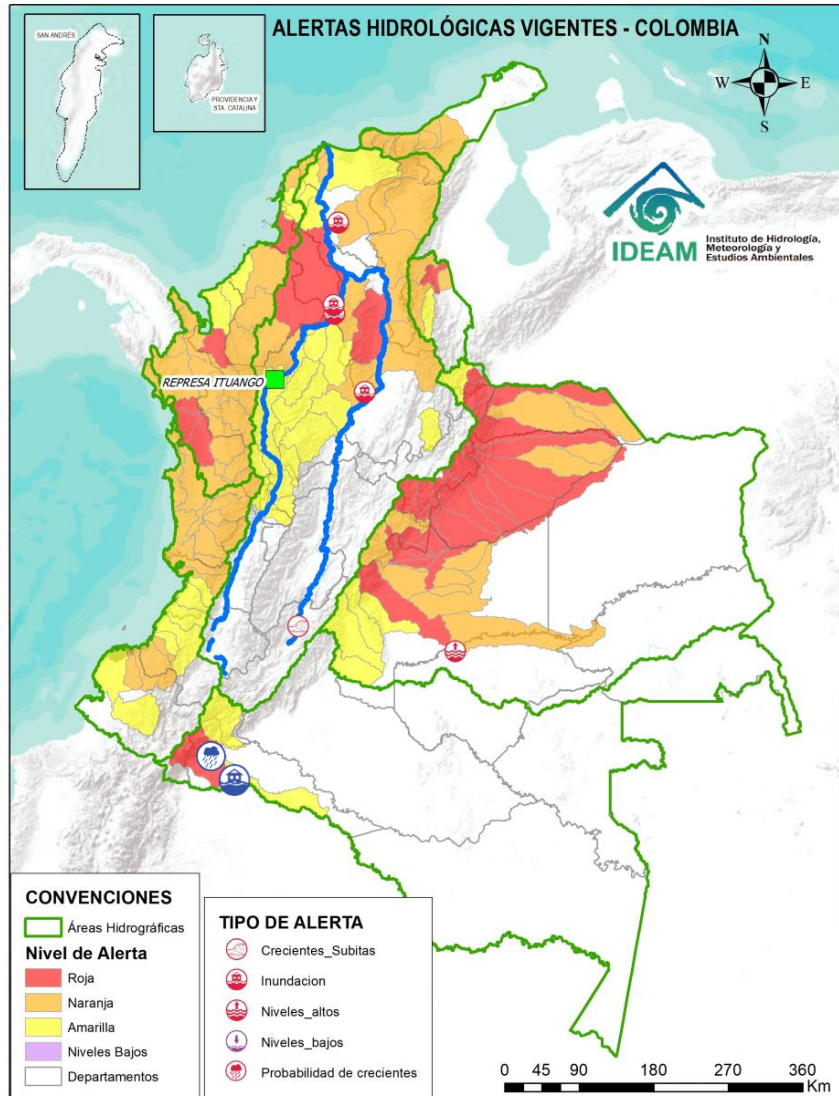 SAN ANDRÉS
PROVIDENCIA Y
STA. CATALINA
ALERTAS HIDROLÓGICAS VIGENTES - COLOMBIA
N
W
E
S
IDEAM
Instituto de Hidrología,
Meteorología y
Estudios Ambientales
REPRESA ITUANGO
CONVENCIONES
Áreas Hidrográficas
Nivel de Alerta
Roja
Naranja
Amarilla
Niveles Bajos
Departamentos
TIPO DE ALERTA
Crecientes_Subitas
Inundacion
Niveles_altos
Niveles_bajos
Probabilidad de crecientes
0 45 90 180 270 360
Km